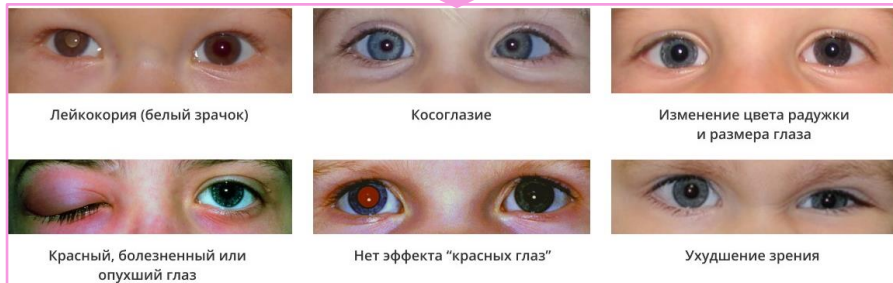 Лейкокория (белый зрачок)
Косоглазие
Изменение цвета радужки
и размера глаза
Красный, болезненный или
опухший глаз
Нет эффекта “красных глаз”
Ухудшение зрения